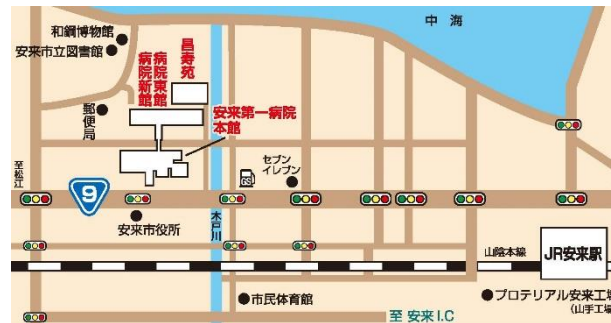 中海
和鋼博物館
安来市立図書館
昌寿苑
病院東館
病院新館
郵便局
安来第一病院
本館
至松江
9
GS
セブン
イレブン
安来市役所
木戸川
山陰本線
JR安来駅
市民体育館
至 安来 I.C
プロテリアル安来工場
(山手工場